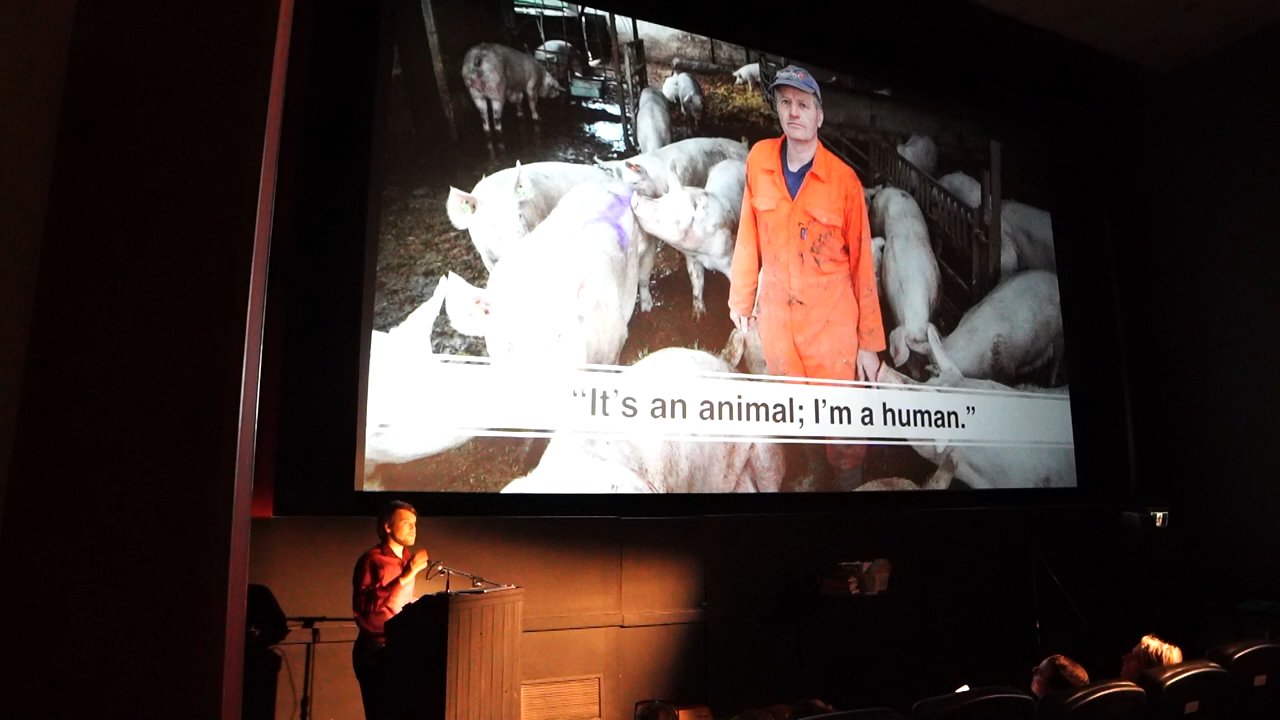 “It’s an animal; I’m a human.”